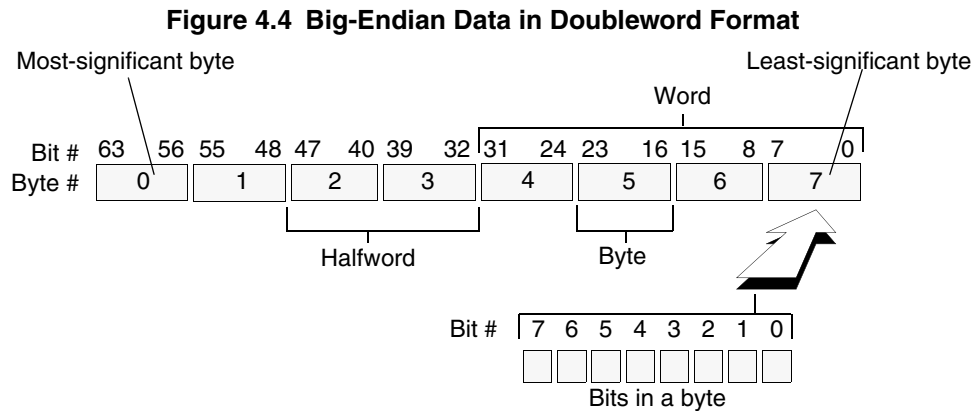 Figure 4.4 Big-Endian Data in Doubleword Format
Most-significant byte
Least-significant byte
Word
Bit # 63 56 55 48 47 40 39 32 31 24 23 16 15 8 7 0
Byte # 0 1 2 3 4 5 6 7
Halfword
Byte
Bit # 7 6 5 4 3 2 1 0
Bits in a byte